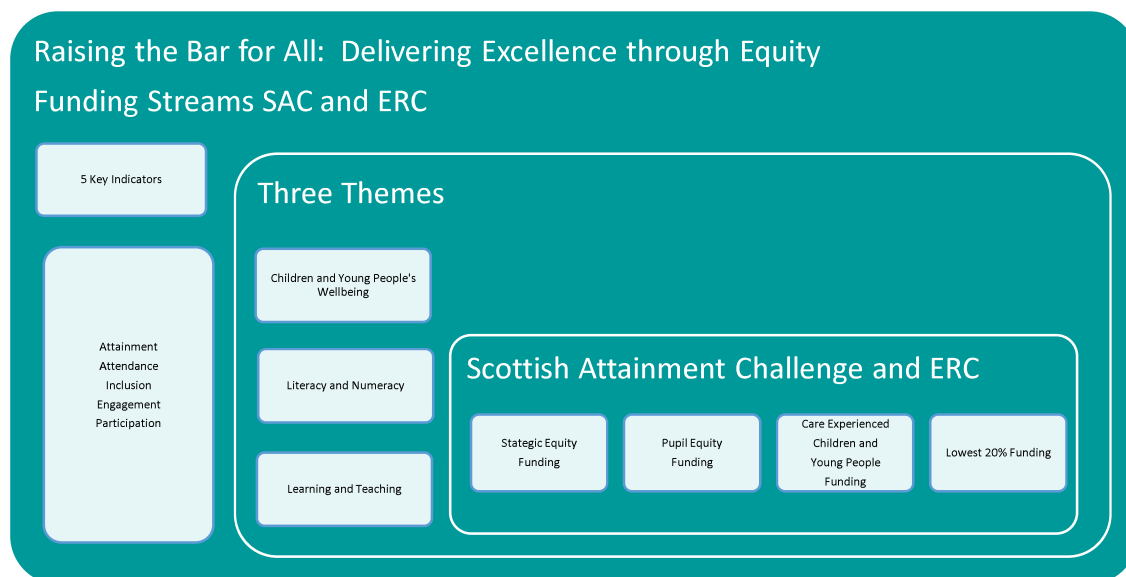 Raising the Bar for All:  Delivering Excellence through Equity
Funding Streams SAC and ERC
5 Key Indicators
Attainment
Attendance
Inclusion
Engagement
Participation
Three Themes
Children and Young People's
Wellbeing
Literacy and Numeracy
Learning and Teaching
Scottish Attainment Challenge and ERC
Stategic Equity
Funding
Pupil Equity
Funding
Care Experienced
Children and
Young People
Funding
Lowest 20% Funding